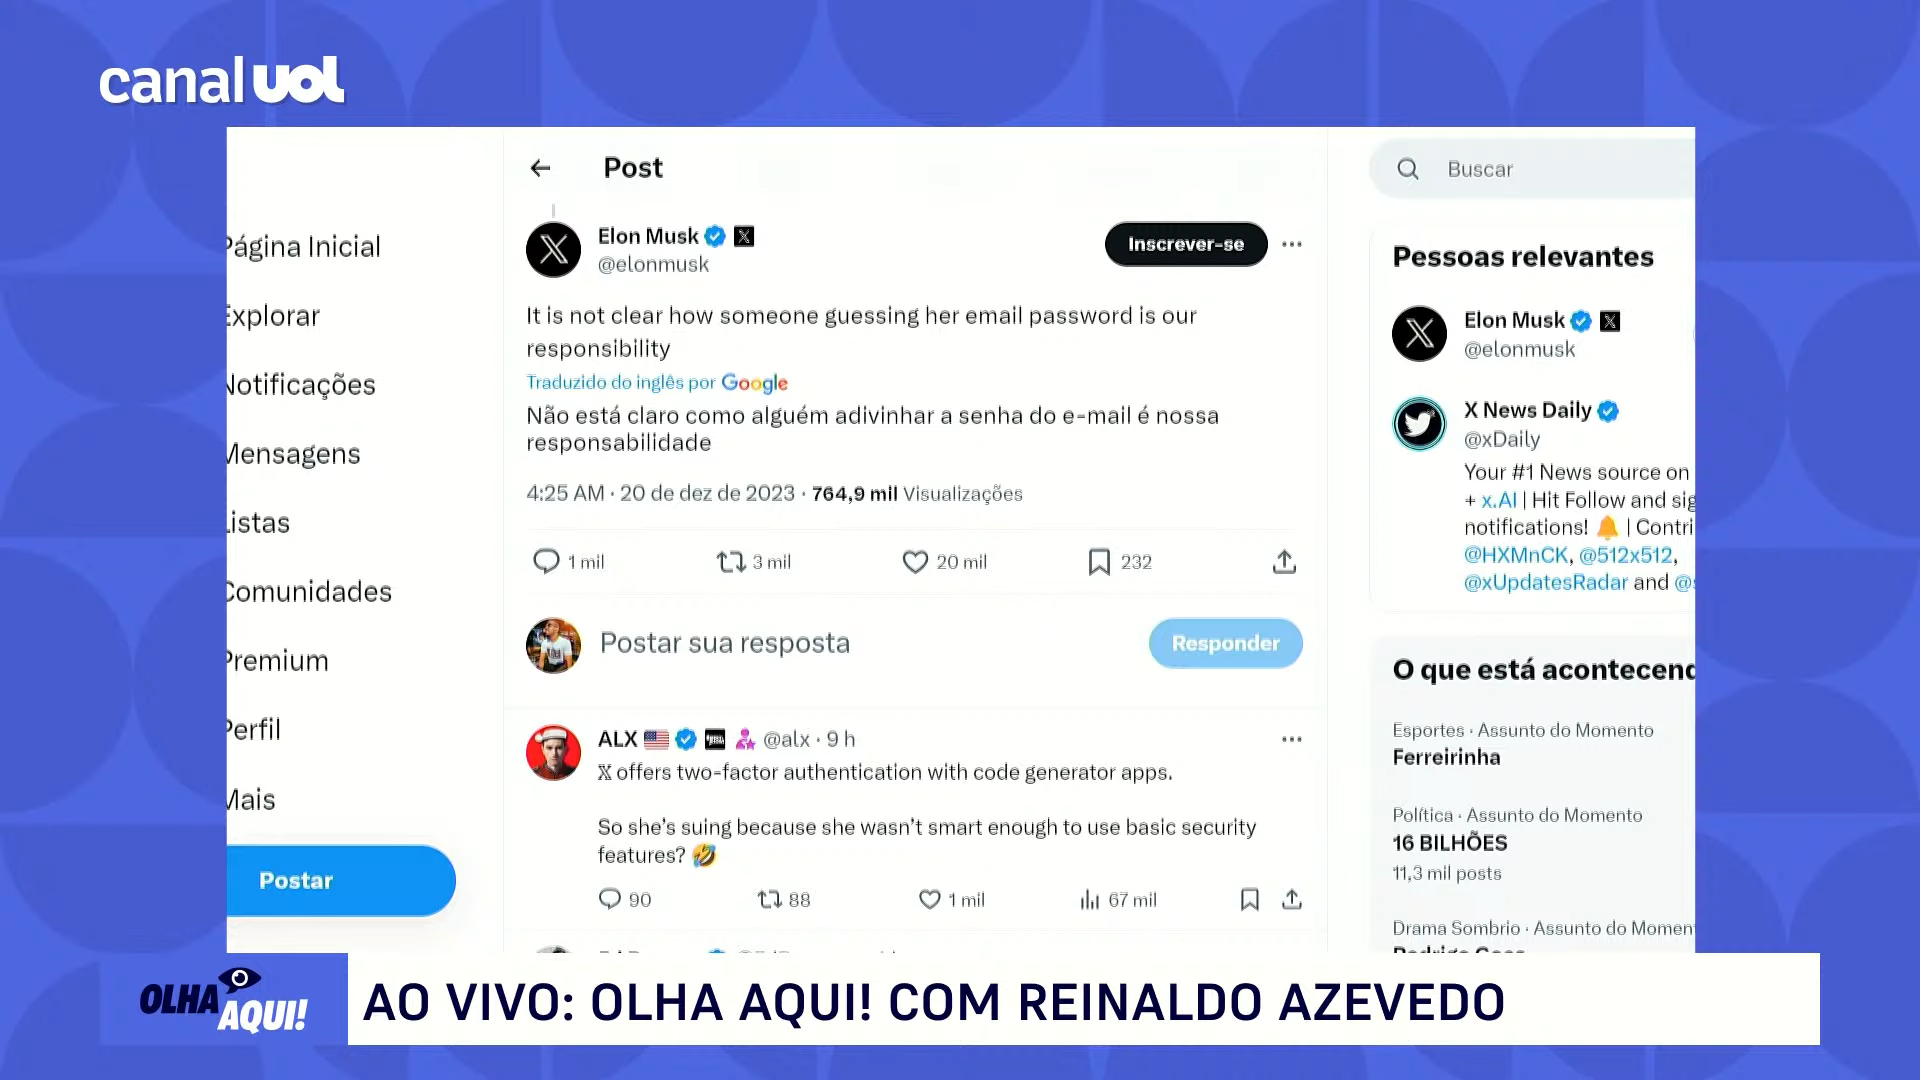 canal uol
Post
Buscar
Elon Musk
@elonmusk
Inscrever-se
It is not clear how someone guessing her email password is our
responsibility
Traduzido do inglês por Google
Não está claro como alguém adivinhar a senha do e-mail é nossa
responsabilidade
4:25 AM · 20 de dez de 2023 · 764,9 mil Visualizações
1 mil
3 mil
20 mil
232
Postar sua resposta
Responder
ALX @alx · 9 h
X offers two-factor authentication with code generator apps.
So she's suing because she wasn't smart enough to use basic security
features?
90
88
1 mil
67 mil
Página Inicial
Explorar
Notificações
Mensagens
Listas
Comunidades
Premium
Perfil
Mais
Postar
Pessoas relevantes
Elon Musk
@elonmusk
X News Daily
@xDaily
Your #1 News source on
+ x.AI | Hit Follow and sig
notifications! | Contri
@HXMnCK, @512x512,
@xUpdatesRadar and @
O que está acontecend
Esportes · Assunto do Momento
Ferreirinha
Política · Assunto do Momento
16 BILHÕES
11,3 mil posts
Drama Sombrio · Assunto do Momen
OLHA
AQUI!
AO VIVO: OLHA AQUI! COM REINALDO AZEVEDO